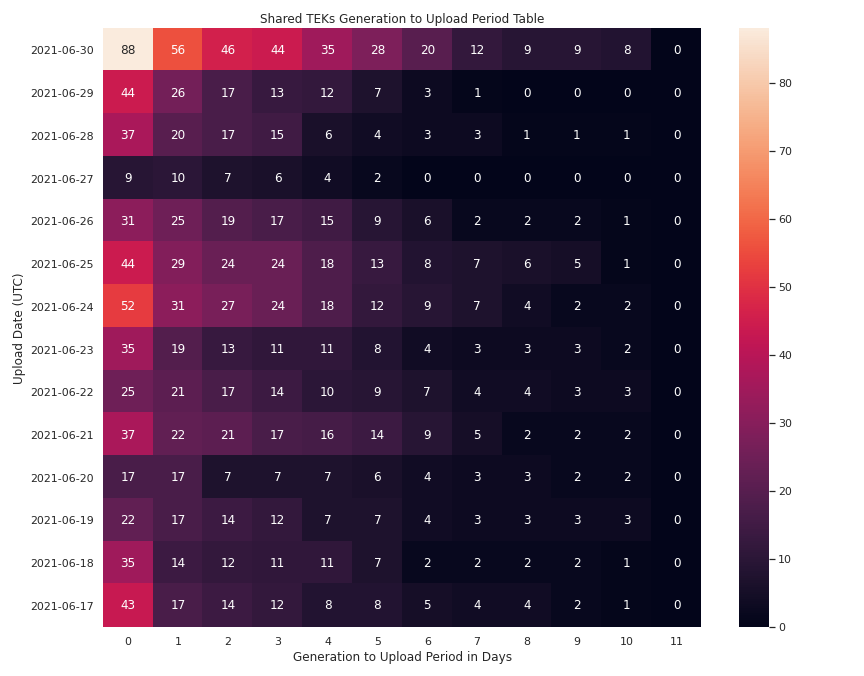 Shared TEKs Generation to Upload Period Table
Upload Date (UTC)
2021-06-30 88 56 46 44 35 28 20 12 9 9 8 0
2021-06-29 44 26 17 13 12 7 3 1 0 0 0 0
2021-06-28 37 20 17 15 6 4 3 3 1 1 1 0
2021-06-27 9 10 7 6 4 2 0 0 0 0 0 0
2021-06-26 31 25 19 17 15 9 6 2 2 2 1 0
2021-06-25 44 29 24 24 18 13 8 7 6 5 1 0
2021-06-24 52 31 27 24 18 12 9 7 4 2 2 0
2021-06-23 35 19 13 11 11 8 4 3 3 3 2 0
2021-06-22 25 21 17 14 10 9 7 4 4 3 3 0
2021-06-21 37 22 21 17 16 14 9 5 2 2 2 0
2021-06-20 17 17 7 7 7 6 4 3 3 2 2 0
2021-06-19 22 17 14 12 7 7 4 3 3 3 3 0
2021-06-18 35 14 12 11 11 7 2 2 2 2 1 0
2021-06-17 43 17 14 12 8 8 5 4 4 2 1 0
0 1 2 3 4 5 6 7 8 9 10 11
Generation to Upload Period in Days
80
70
60
50
40
30
20
10
0